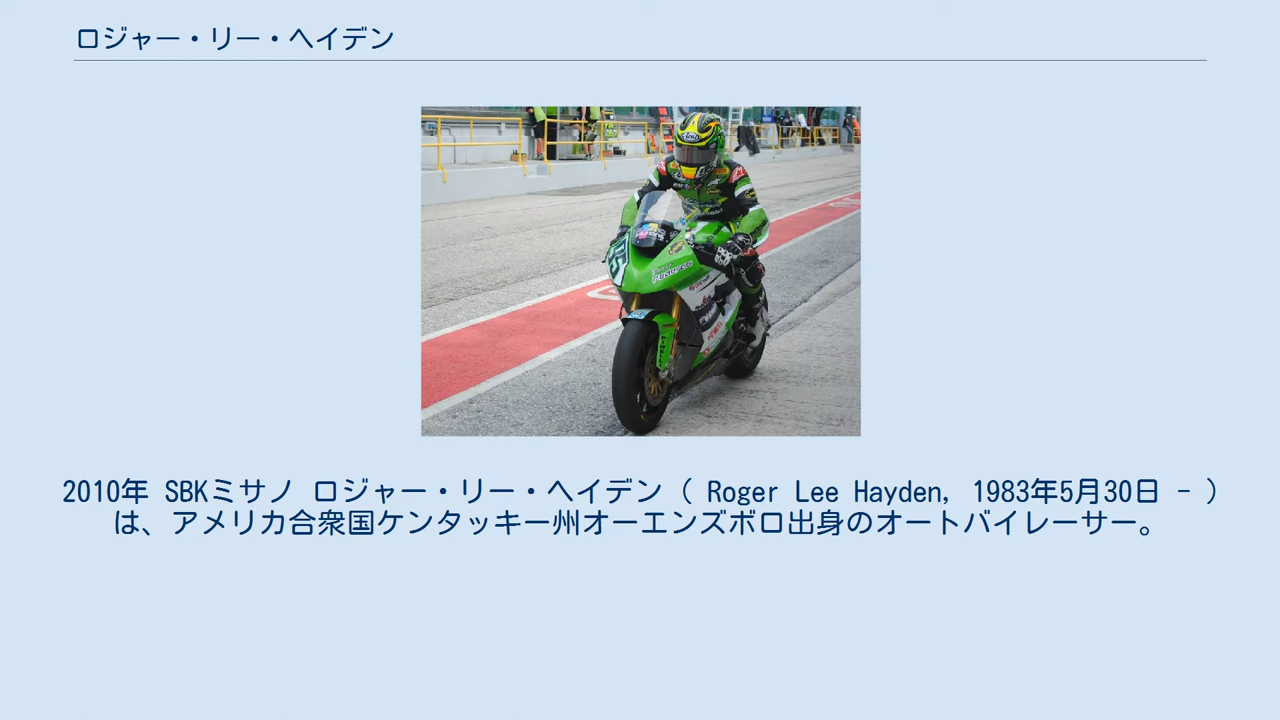 ロジャー・リー・ヘイデン
Arai
95
Pedercini
PIRELLI
2010年 SBKミサノ ロジャー・リー・ヘイデン ( Roger Lee Hayden, 1983年5月30日 - )
は、アメリカ合衆国ケンタッキー州オーエンズボロ出身のオートバイレーサー。